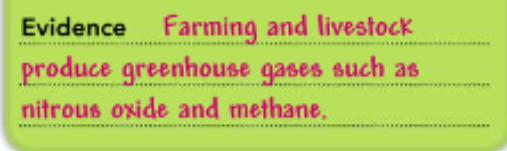 Evidence Farming and livestock
produce greenhouse gases such as
nitrous oxide and methane.